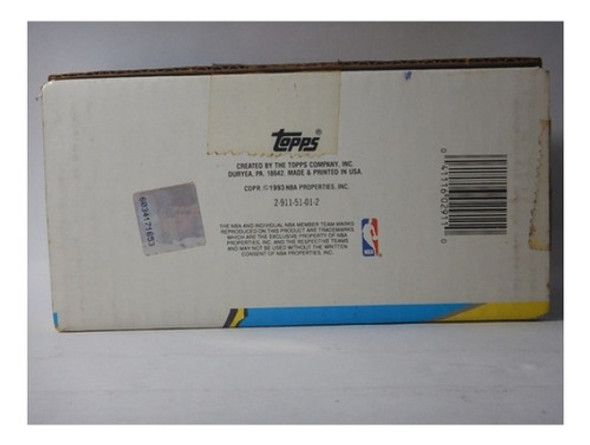 Topps®
CREATED BY THE TOPPS COMPANY, INC.
DURYEA, PA. 18642. MADE & PRINTED IN USA.
COPR. © 1993 NBA PROPERTIES, INC.
2-911-51-01-2
6034171653
THE NBA AND INDIVIDUAL NBA MEMBER TEAM MARKS
REPRODUCED ON THIS PRODUCT ARE TRADEMARKS
WHICH ARE THE EXCLUSIVE PROPERTY OF NBA
PROPERTIES, INC. AND THE RESPECTIVE TEAMS
AND MAY NOT BE USED WITHOUT THE WRITTEN
CONSENT OF NBA PROPERTIES, INC.
NBA